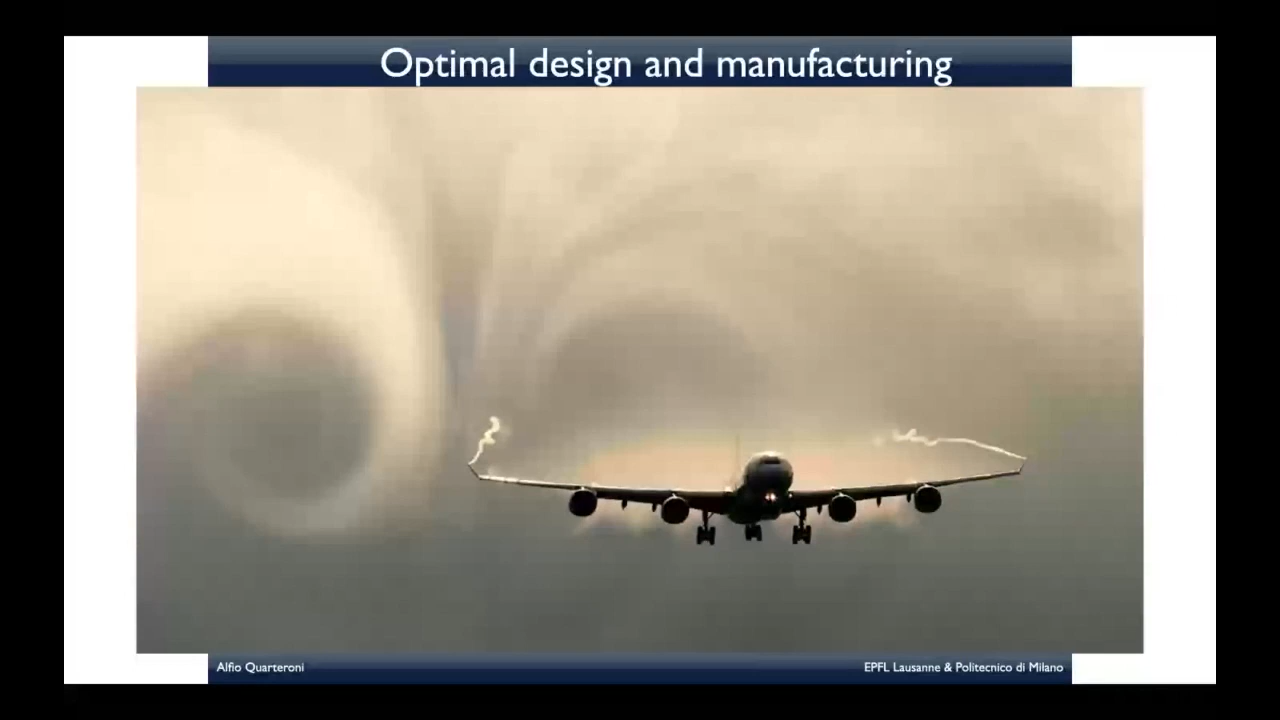 Optimal design and manufacturing
Alfio Quarteroni
EPFL Lausanne & Politecnico di Milano